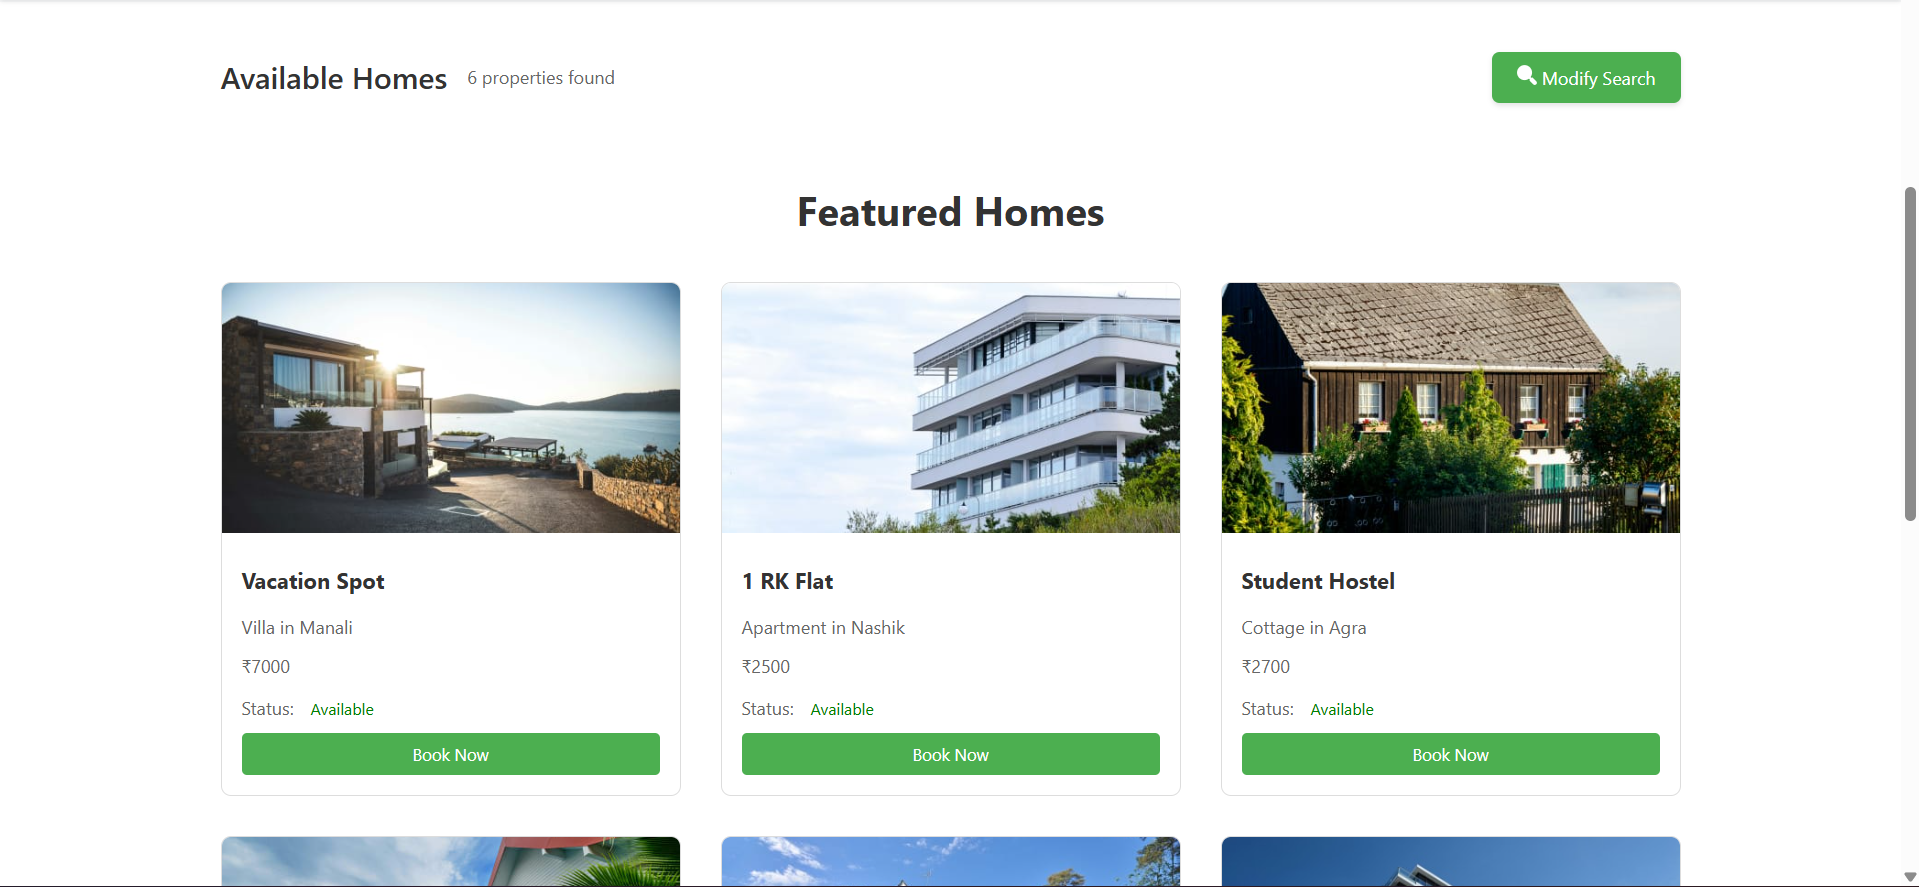 Available Homes 6 properties found
Modify Search
Featured Homes
Vacation Spot
Villa in Manali
₹7000
Status: Available
Book Now
1 RK Flat
Apartment in Nashik
₹2500
Status: Available
Book Now
Student Hostel
Cottage in Agra
₹2700
Status: Available
Book Now